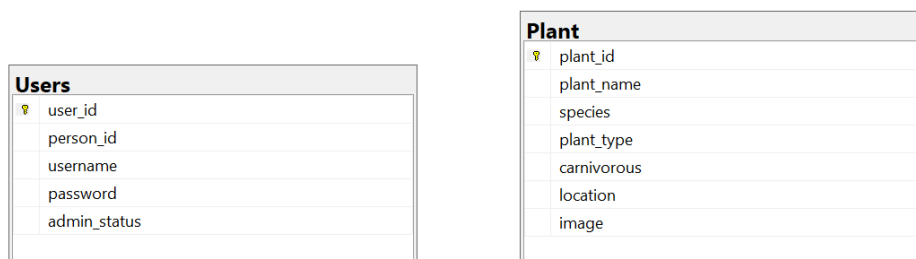 Users
user_id
person_id
username
password
admin_status
Plant
plant_id
plant_name
species
plant_type
carnivorous
location
image